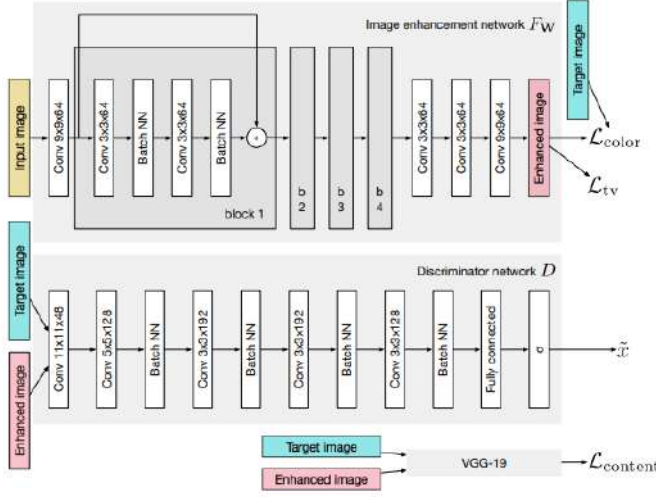 Image enhancement network F_W
Target image
Input image
Conv 9x9x64
Conv 3x3x64
Batch NN
Conv 3x3x64
Batch NN
+
block 1
b 2
b 3
b 4
Conv 3x3x64
Conv 3x3x64
Conv 9x9x64
Enhanced image
ℒcolor
ℒtv
Discriminator network D
Target image
Enhanced image
Conv 11x11x48
Conv 5x5x128
Batch NN
Conv 3x3x192
Batch NN
Conv 3x3x192
Batch NN
Conv 3x3x128
Batch NN
Fully connected
σ
x̃
Target image
Enhanced image
VGG-19
ℒcontent